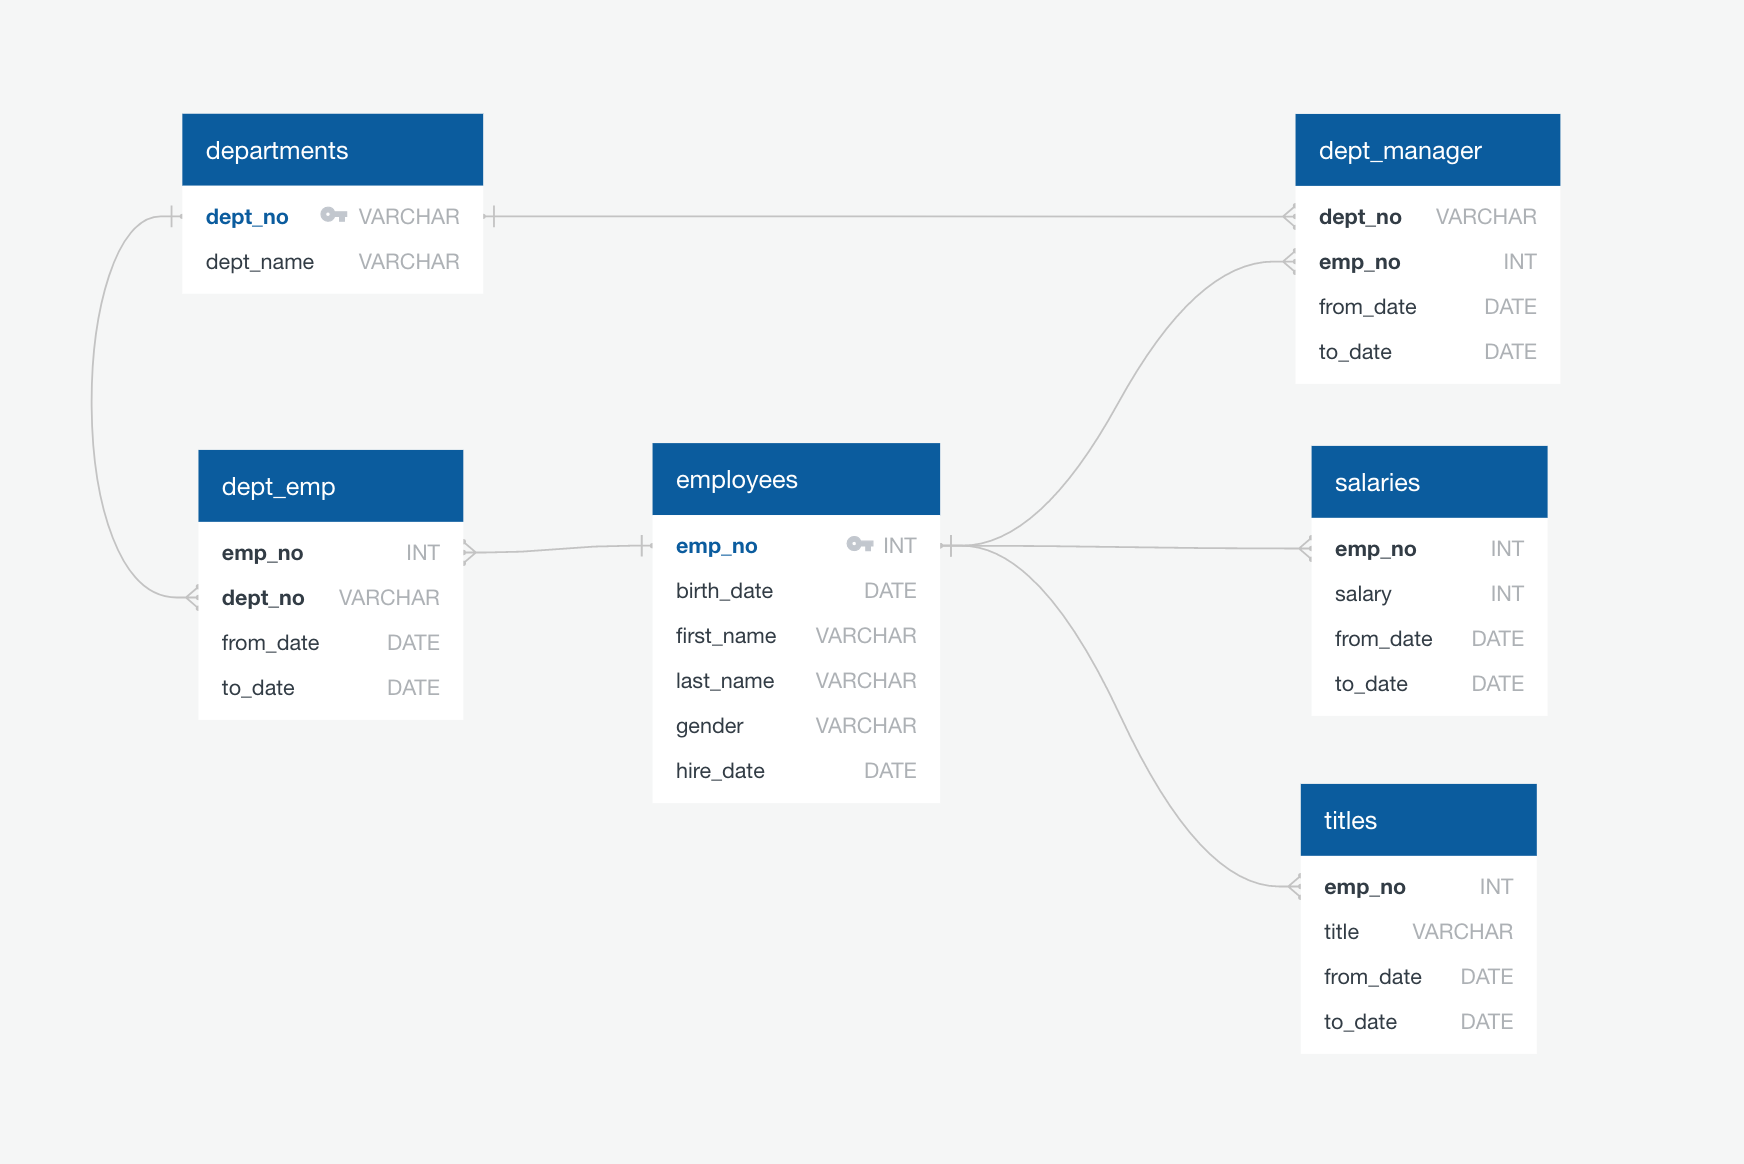 departments
dept_no VARCHAR
dept_name VARCHAR
dept_manager
dept_no VARCHAR
emp_no INT
from_date DATE
to_date DATE
dept_emp
emp_no INT
dept_no VARCHAR
from_date DATE
to_date DATE
employees
emp_no INT
birth_date DATE
first_name VARCHAR
last_name VARCHAR
gender VARCHAR
hire_date DATE
salaries
emp_no INT
salary INT
from_date DATE
to_date DATE
titles
emp_no INT
title VARCHAR
from_date DATE
to_date DATE